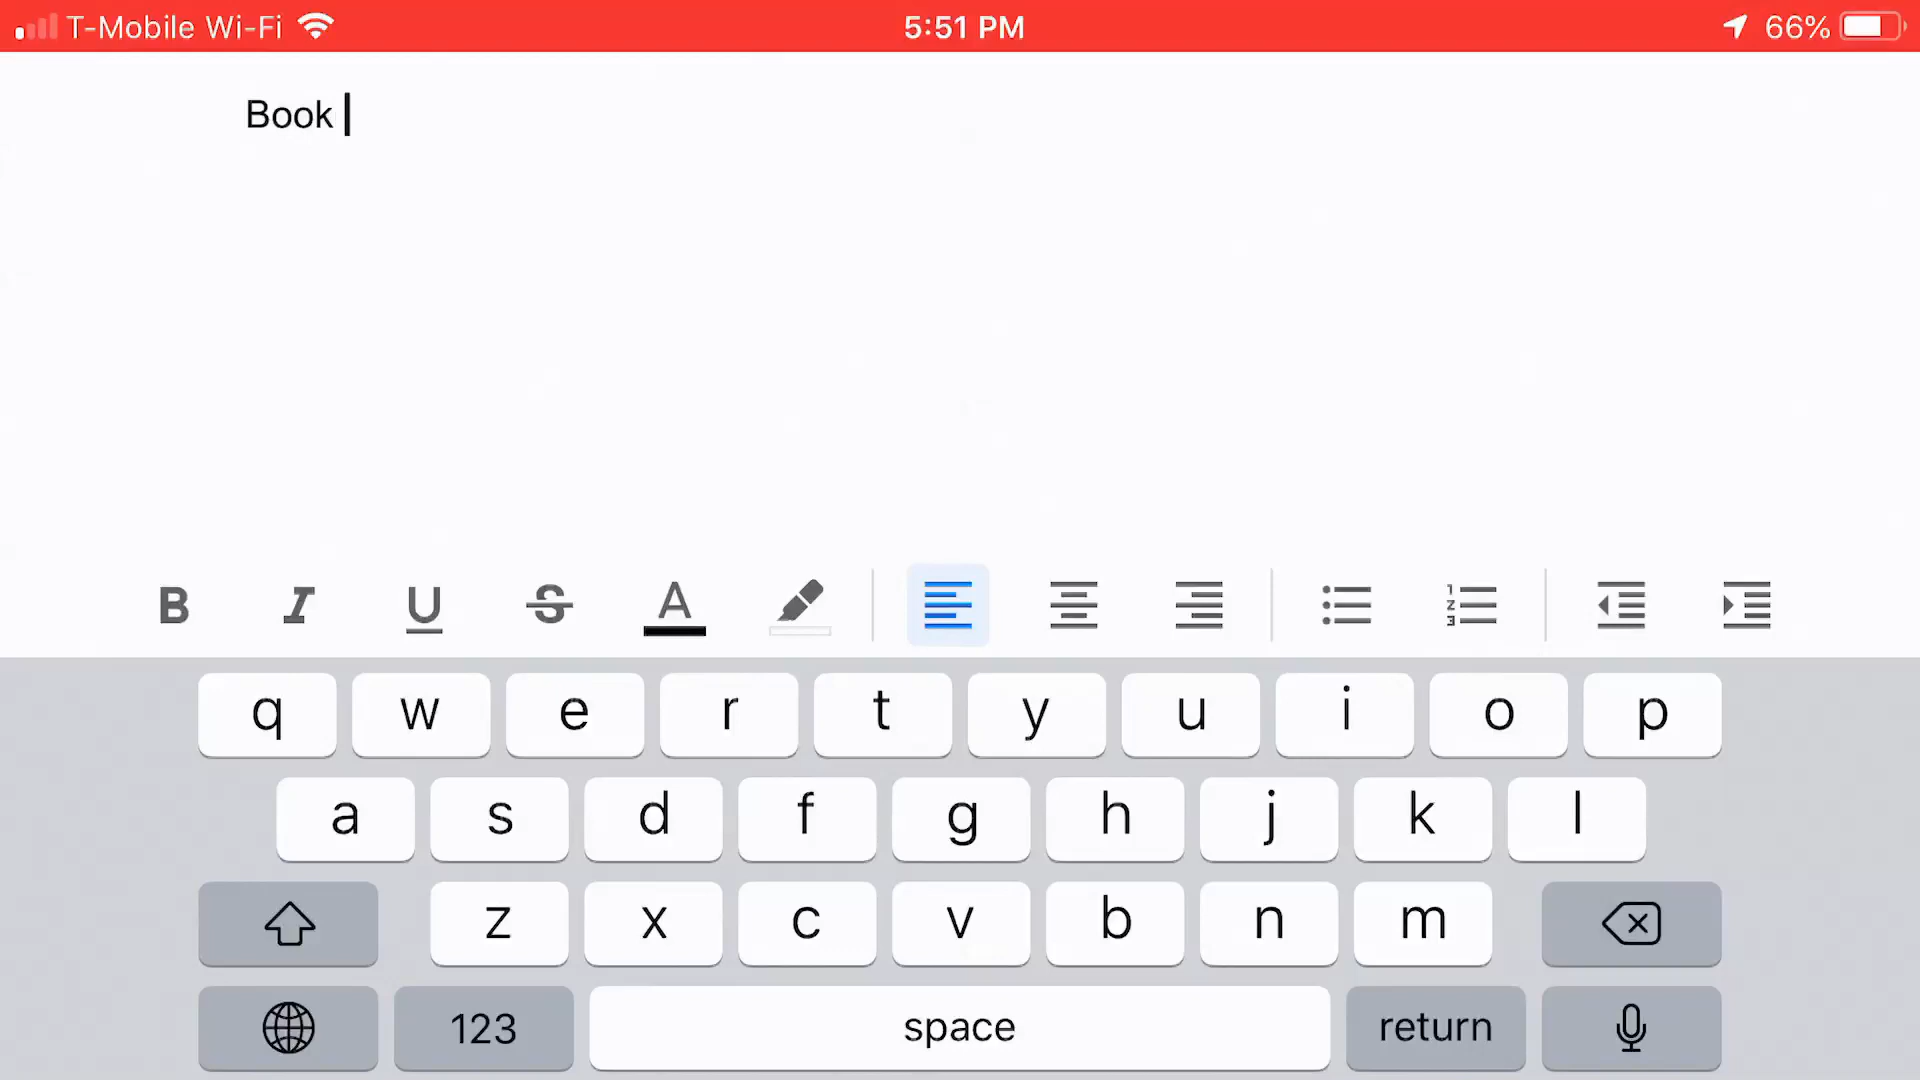 T-Mobile Wi-Fi 5:51 PM 66%
Book
B I U S A
q w e r t y u i o p
a s d f g h j k l
z x c v b n m
123 space return